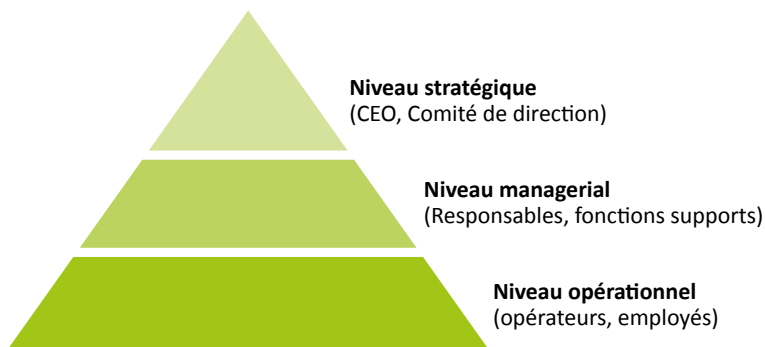 Niveau stratégique
(CEO, Comité de direction)
Niveau managerial
(Responsables, fonctions supports)
Niveau opérationnel
(opérateurs, employés)